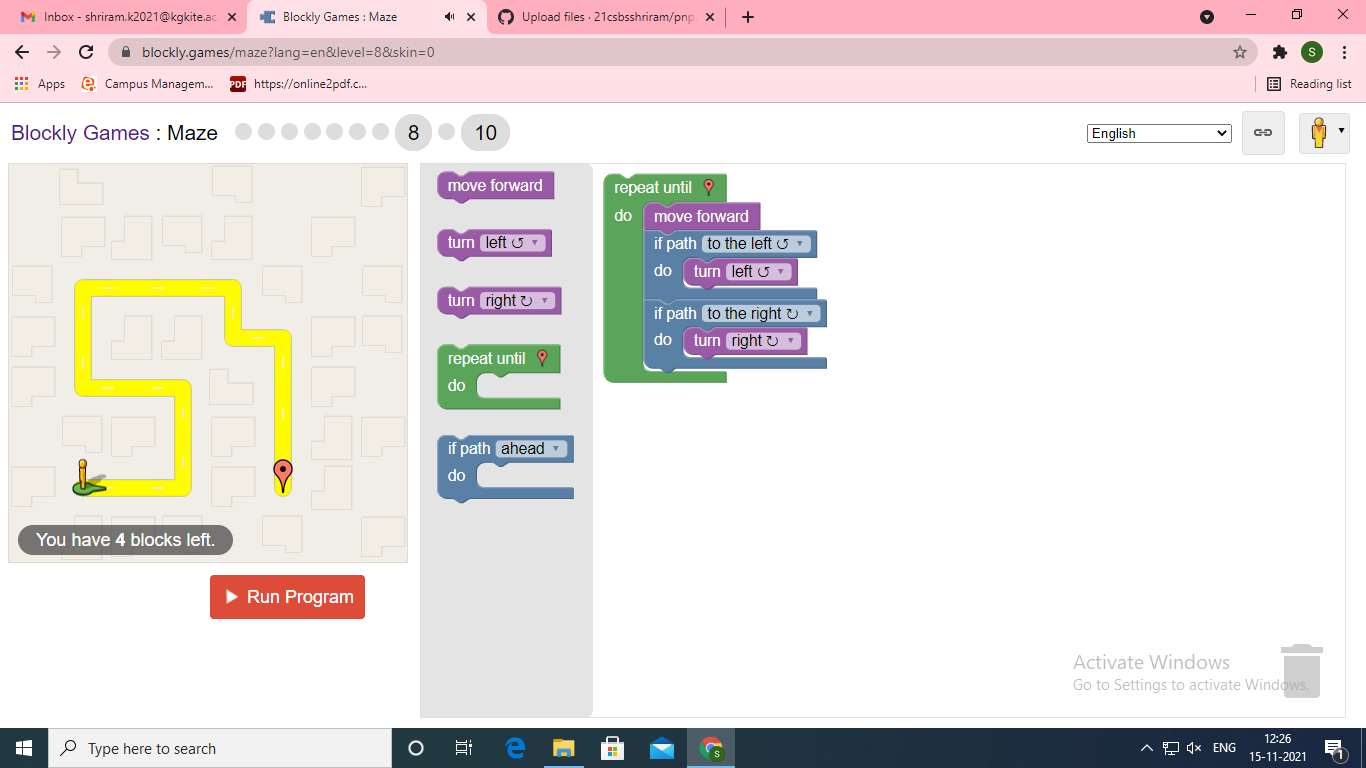 Inbox - shriram.k2021@kgkite.ac.
Blockly Games : Maze
Upload files · 21csbsshriram/pnp
blockly.games/maze?lang=en&level=8&skin=0
S
Apps
Campus Managem...
PDF
https://online2pdf.c...
Reading list
Blockly Games : Maze
8
10
English
move forward
turn left ↺
turn right ↻
repeat until
do
if path ahead
do
repeat until
do
move forward
if path to the left ↺
do turn left ↺
if path to the right ↻
do turn right ↻
You have 4 blocks left.
Run Program
Activate Windows
Go to Settings to activate Windows.
Type here to search
S
ENG
12:26
15-11-2021
1